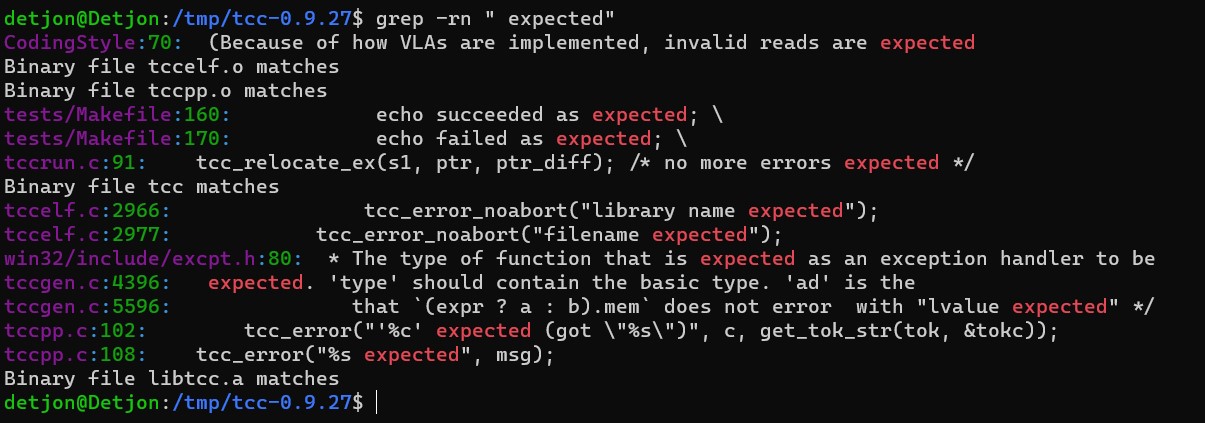 detjon@Detjon:/tmp/tcc-0.9.27$ grep -rn " expected"
CodingStyle:70:  (Because of how VLAs are implemented, invalid reads are expected
Binary file tccelf.o matches
Binary file tccpp.o matches
tests/Makefile:160:            echo succeeded as expected; \
tests/Makefile:170:            echo failed as expected; \
tccrun.c:91:    tcc_relocate_ex(s1, ptr, ptr_diff); /* no more errors expected */
Binary file tcc matches
tccelf.c:2966:                tcc_error_noabort("library name expected");
tccelf.c:2977:            tcc_error_noabort("filename expected");
win32/include/excpt.h:80:  * The type of function that is expected as an exception handler to be
tccgen.c:4396:   expected. 'type' should contain the basic type. 'ad' is the
tccgen.c:5596:               that `(expr ? a : b).mem` does not error  with "lvalue expected" */
tccpp.c:102:        tcc_error("'%c' expected (got \"%s\")", c, get_tok_str(tok, &tokc));
tccpp.c:108:    tcc_error("%s expected", msg);
Binary file libtcc.a matches
detjon@Detjon:/tmp/tcc-0.9.27$